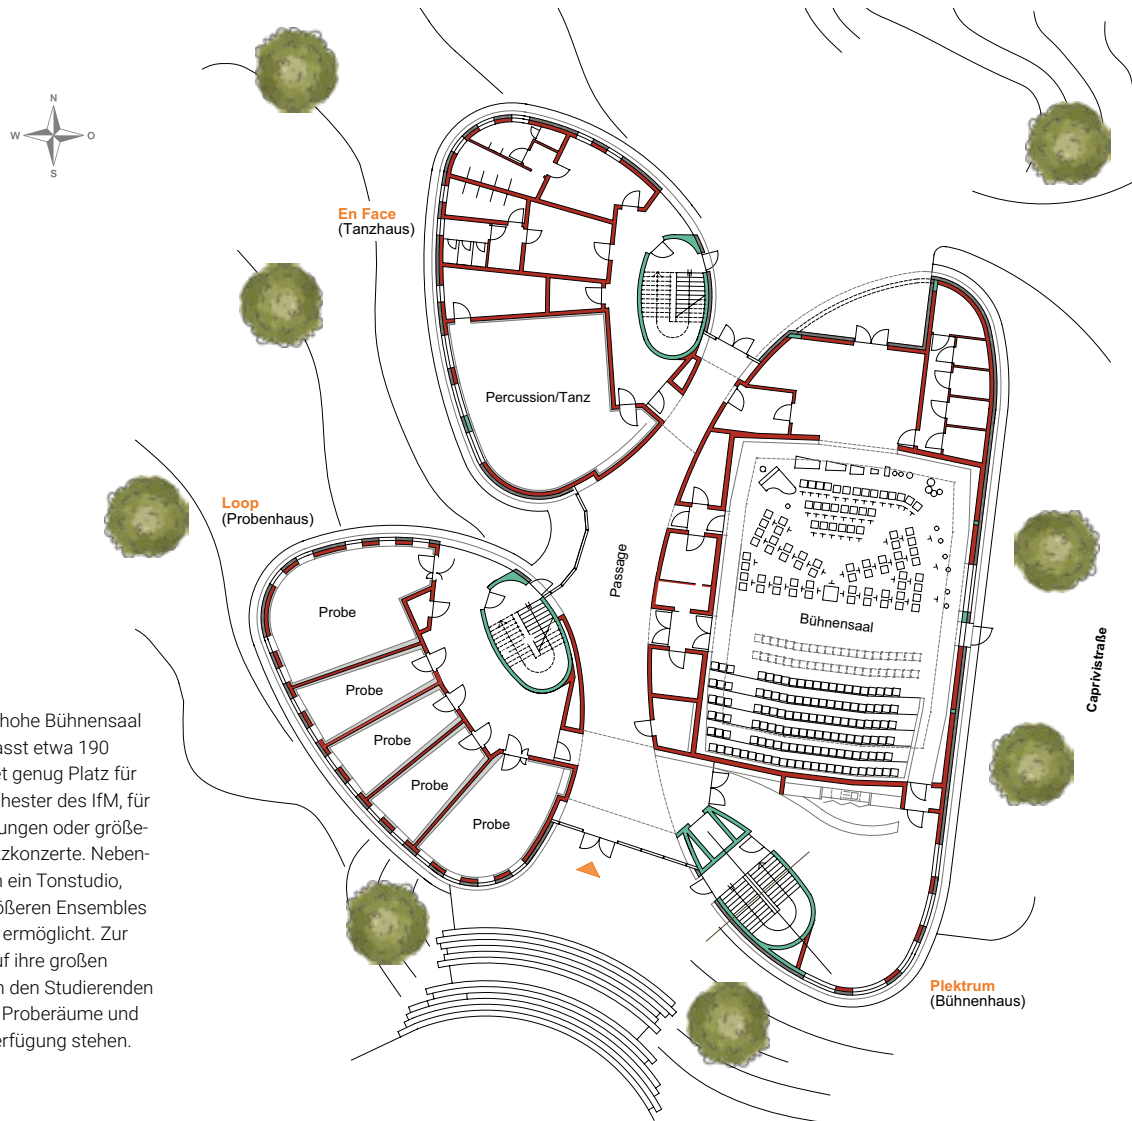 N
W
O
S
En Face
(Tanzhaus)
Percussion/Tanz
Loop
(Probenhaus)
Passage
Probe
Bühnensaal
Caprivistraße
Probe
Probe
Probe
Probe
hohe Bühnensaal
asst etwa 190
et genug Platz für
chester des IfM, für
ungen oder größe-
tzkonzerte. Neben-
n ein Tonstudio,
ößeren Ensembles
ermöglicht. Zur
uf ihre großen
n den Studierenden
Proberäume und
erfügung stehen.
Plektrum
(Bühnenhaus)